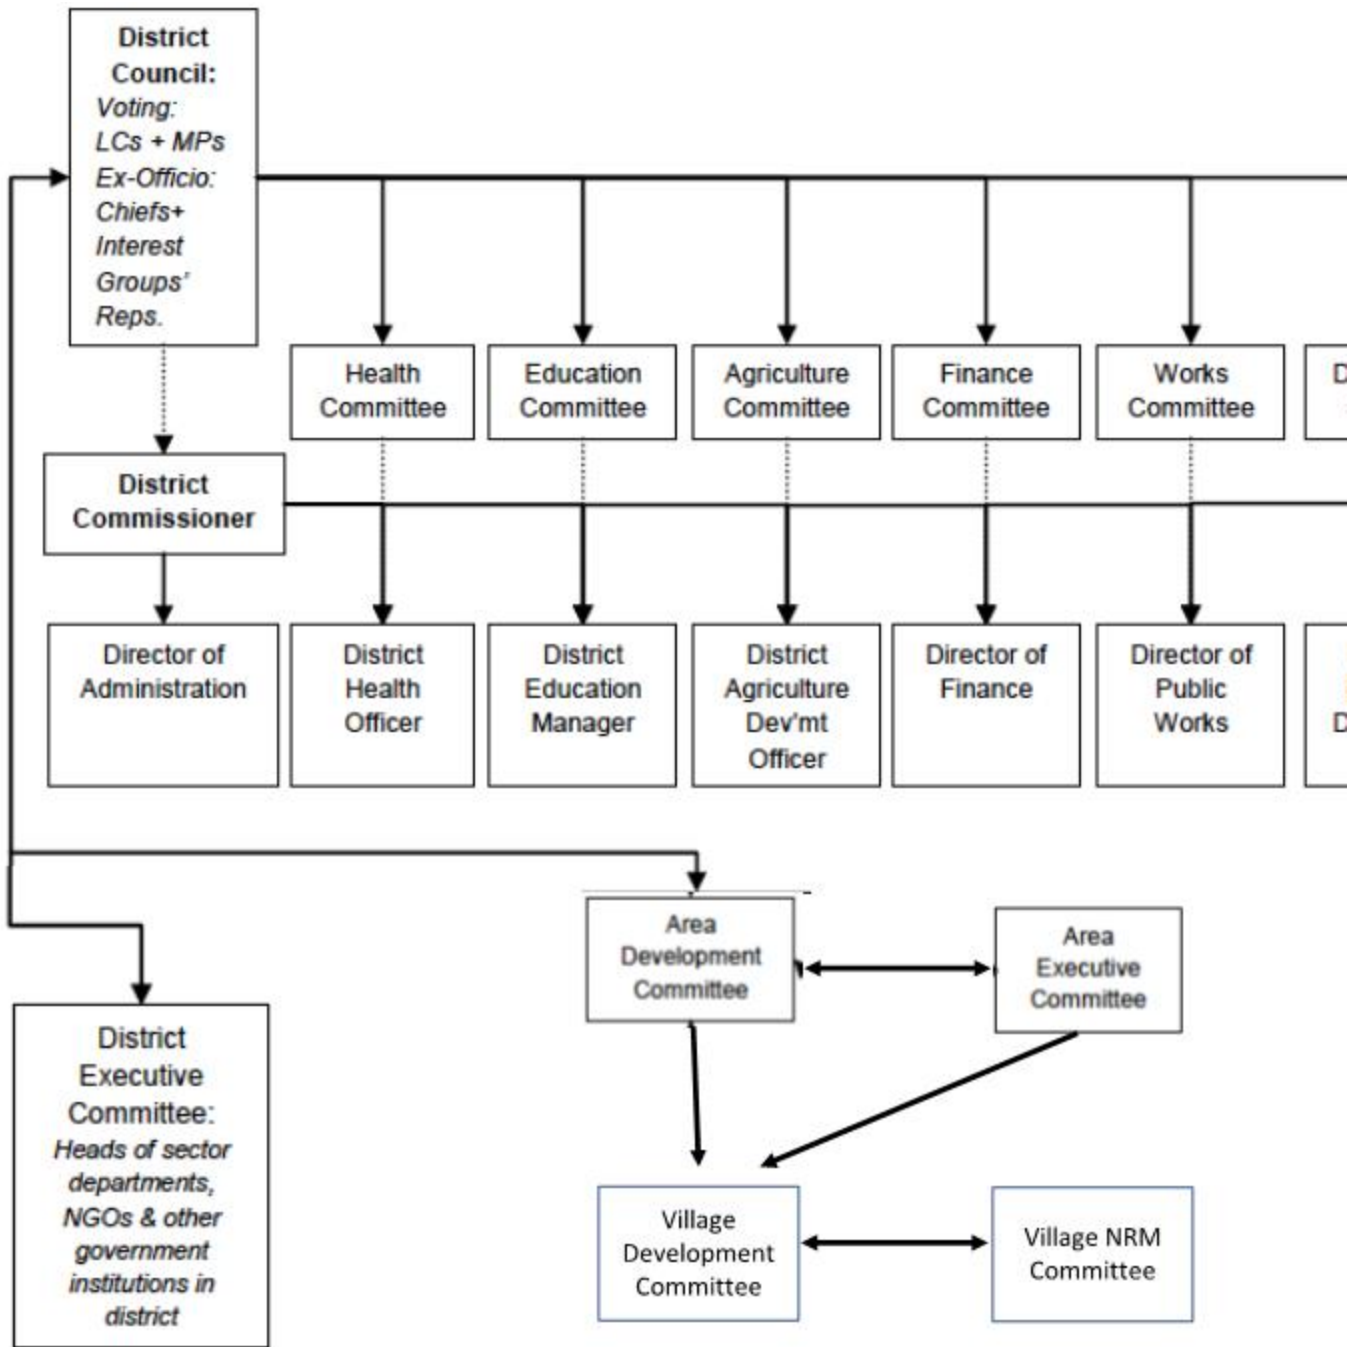 District
Council:
Voting:
LCs + MPs
Ex-Officio:
Chiefs+
Interest
Groups'
Reps.
Health
Committee
Education
Committee
Agriculture
Committee
Finance
Committee
Works
Committee
District
Commissioner
Director of
Administration
District
Health
Officer
District
Education
Manager
District
Agriculture
Dev'mt
Officer
Director of
Finance
Director of
Public
Works
Area
Development
Committee
Area
Executive
Committee
District
Executive
Committee:
Heads of sector
departments,
NGOs & other
government
institutions in
district
Village
Development
Committee
Village NRM
Committee